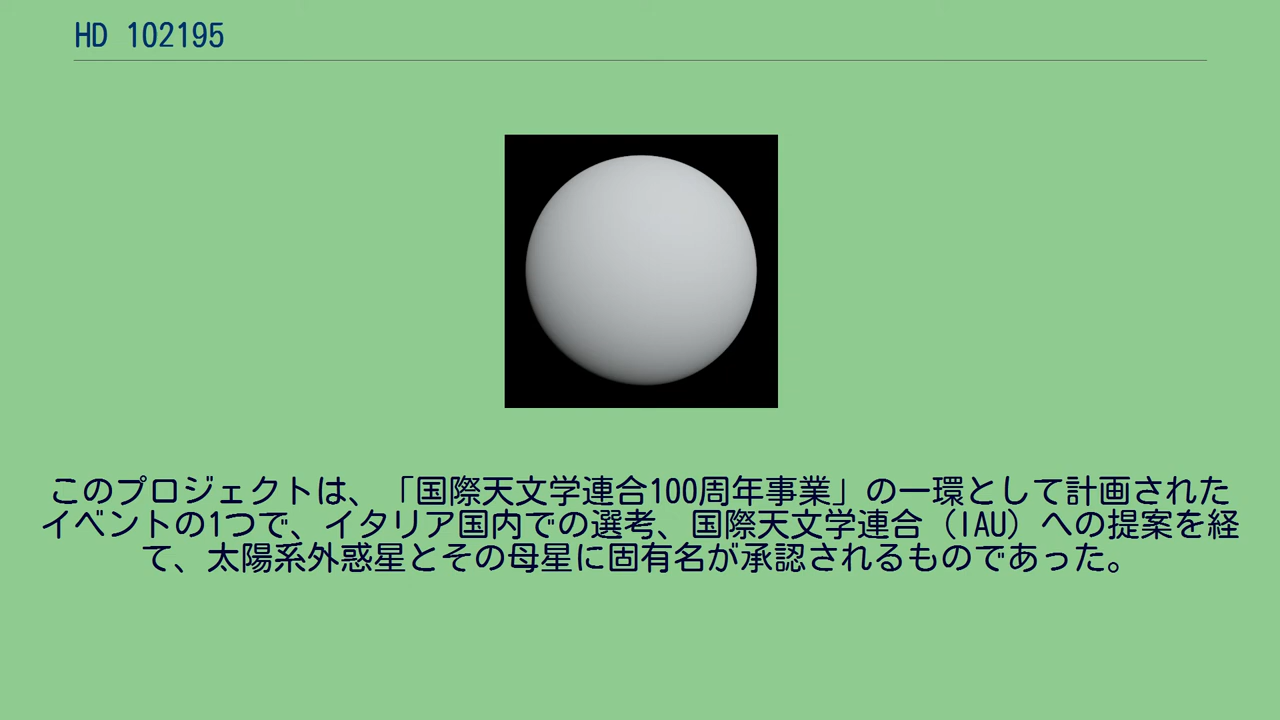 HD 102195
このプロジェクトは、「国際天文学連合100周年事業」の一環として計画された
イベントの1つで、イタリア国内での選考、国際天文学連合（IAU）への提案を経
て、太陽系外惑星とその母星に固有名が承認されるものであった。